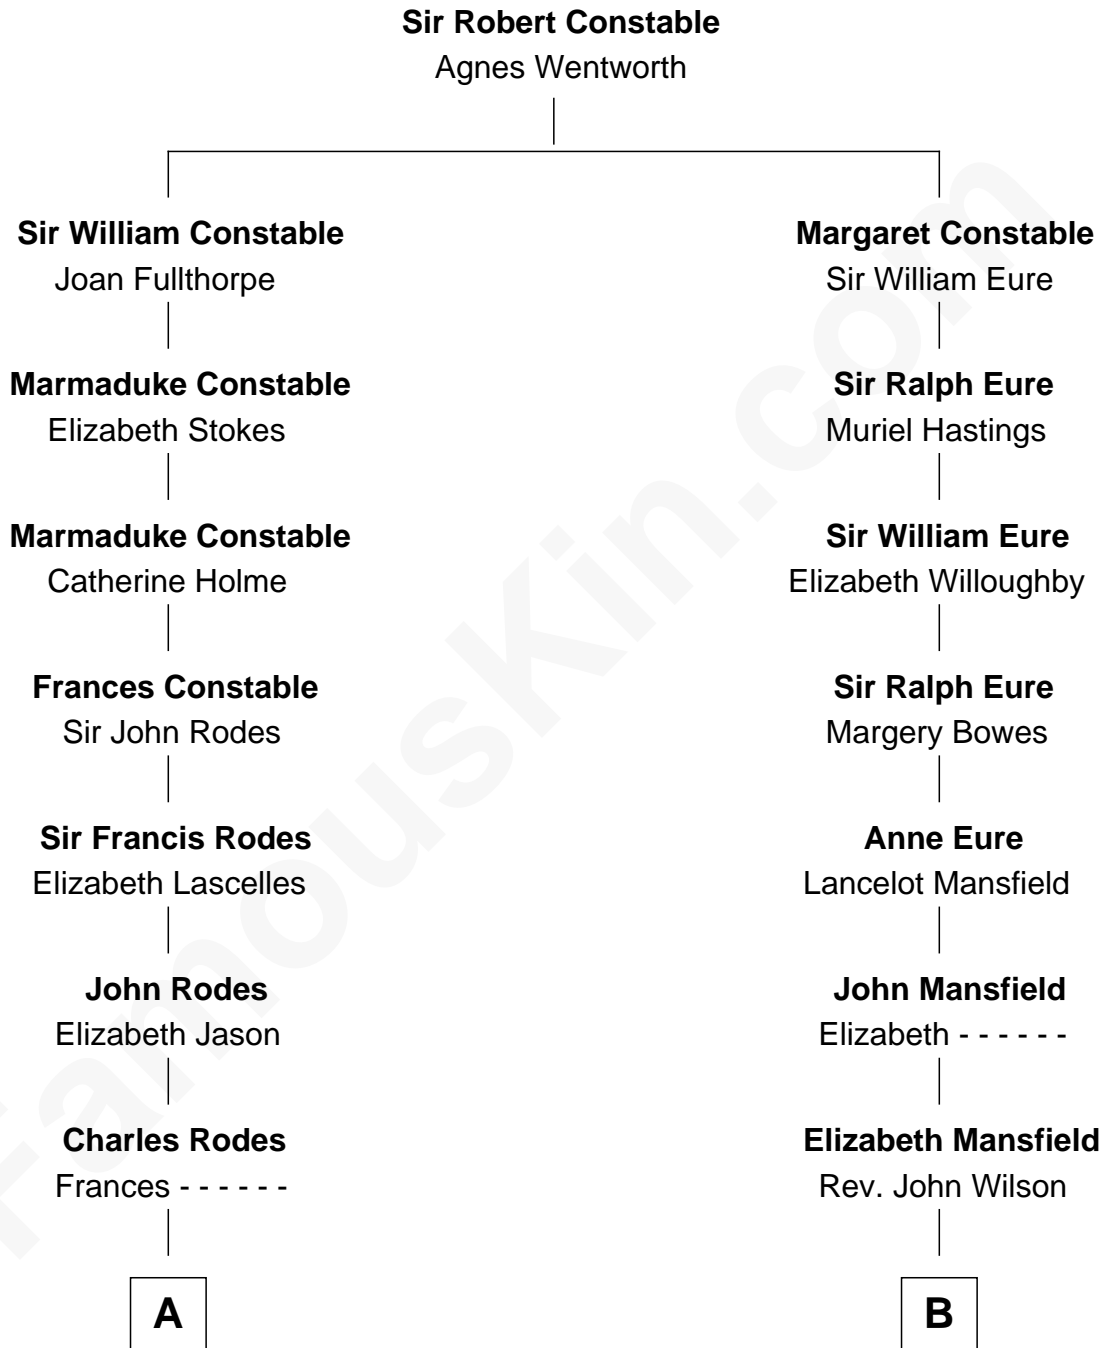 Sir Robert Constable
Agnes Wentworth
Sir William Constable
Joan Fullthorpe
Marmaduke Constable
Elizabeth Stokes
Marmaduke Constable
Catherine Holme
Frances Constable
Sir John Rodes
Sir Francis Rodes
Elizabeth Lascelles
John Rodes
Elizabeth Jason
Charles Rodes
Frances - - - - - -
A
Margaret Constable
Sir William Eure
Sir Ralph Eure
Muriel Hastings
Sir William Eure
Elizabeth Willoughby
Sir Ralph Eure
Margery Bowes
Anne Eure
Lancelot Mansfield
John Mansfield
Elizabeth - - - - - -
Elizabeth Mansfield
Rev. John Wilson
B
FamousKin.com